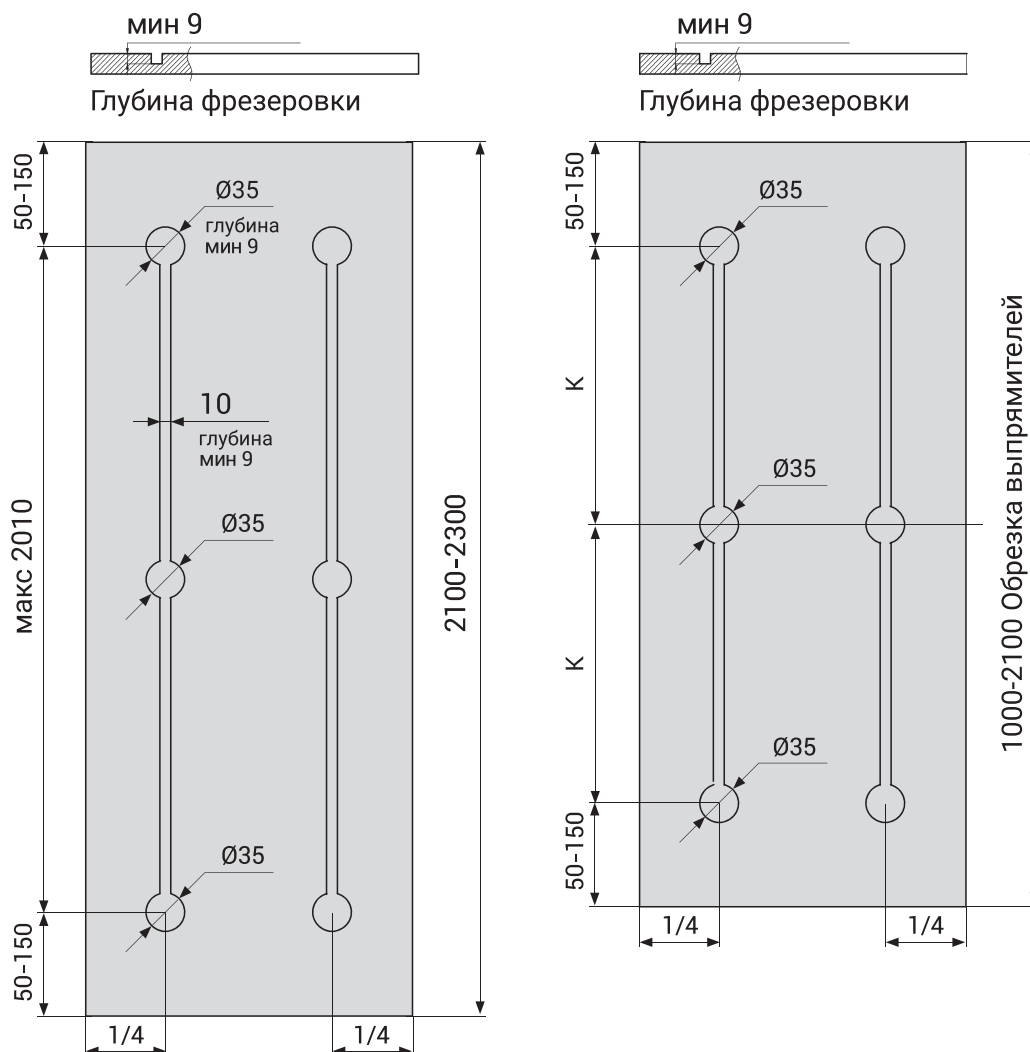 мин 9
Глубина фрезеровки
50-150
Ø35
глубина
мин 9
10
глубина
мин 9
макс 2010
Ø35
2100-2300
Ø35
50-150
1/4
1/4
мин 9
Глубина фрезеровки
50-150
Ø35
K
Ø35
1000-2100 Обрезка выпрямителей
K
Ø35
50-150
1/4
1/4